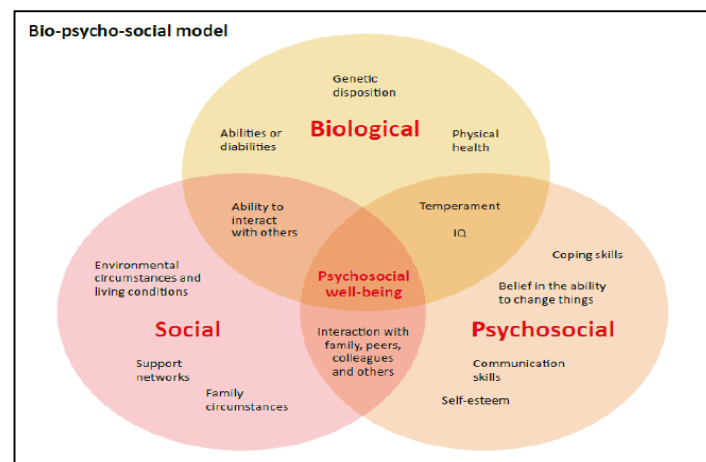 Bio-psycho-social model
Genetic
disposition
Biological
Abilities or
diabilities
Physical
health
Ability to
interact
with others
Temperament
IQ
Coping skills
Environmental
circumstances and
living conditions
Psychosocial
well-being
Belief in the ability
to change things
Social
Interaction with
family, peers,
colleagues
and others
Psychosocial
Support
networks
Communication
skills
Family
circumstances
Self-esteem